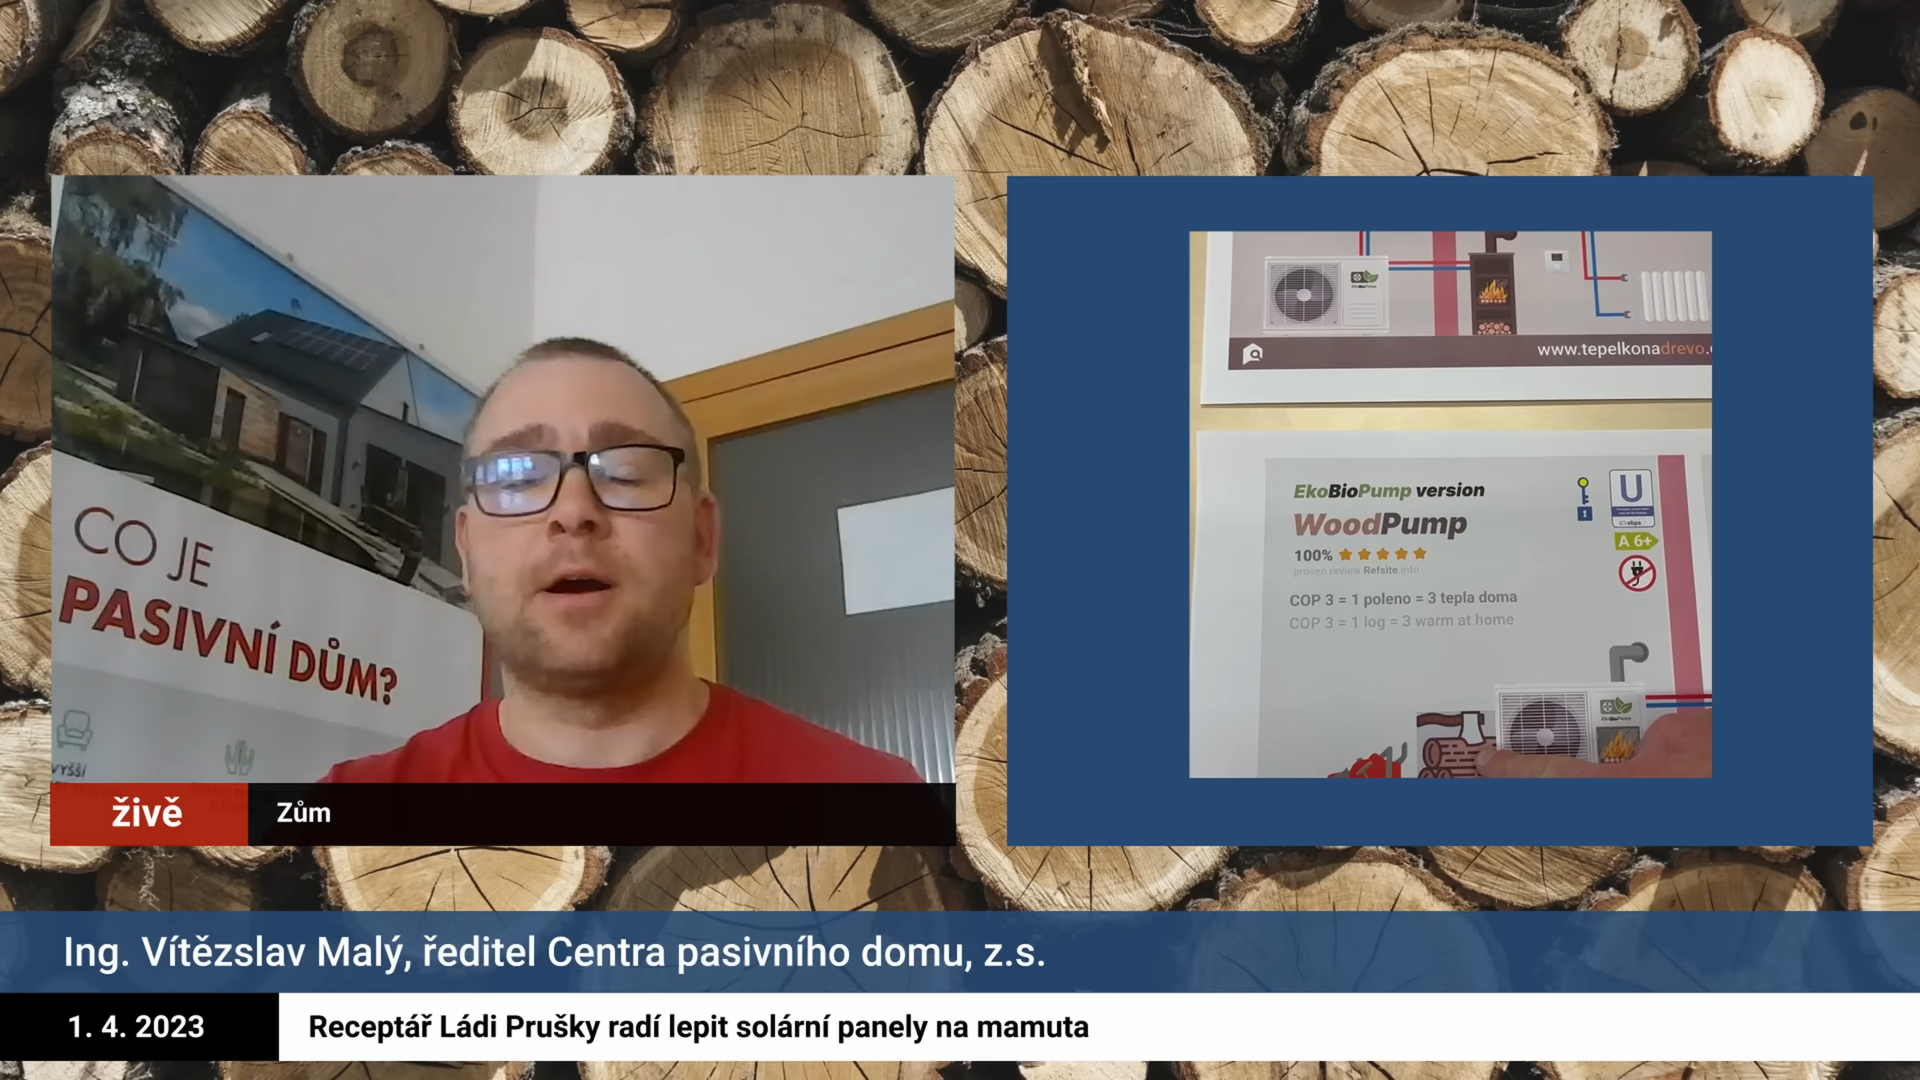 CO JE
PASIVNÍ DŮM?
VYŠŠÍ
živě
Zům
www.tepelkonadrevo.
EkoBioPump version
WoodPump
100%
proven review Refsite info
COP 3 = 1 poleno = 3 tepla doma
COP 3 = 1 log = 3 warm at home
U
A 6+
EkoBioPump
EkoBioPump
Ing. Vítězslav Malý, ředitel Centra pasivního domu, z.s.
1. 4. 2023
Receptář Ládi Prušky radí lepit solární panely na mamuta